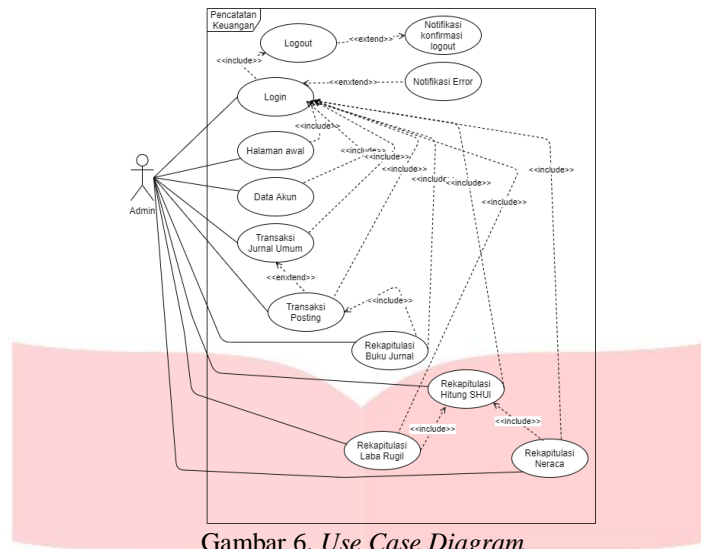 Pencatatan
Keuangan
Logout
<<extend>>
Notifikasi
konfirmasi
logout
<<include>>
Login
<<enxtend>>
Notifikasi Error
Halaman awal
<<include>>
<<include>>
<<include>>
Data Akun
<<include>>
<<include>>
<<include>>
<<include>>
<<include>>
Admin
Transaksi
Jurnal Umum
<<enxtend>>
Transaksi
Posting
<<include>>
Rekapitulasi
Buku Jurnal
Rekapitulasi
Hitung SHUI
<<include>>
<<include>>
Rekapitulasi
Laba Rugil
Rekapitulasi
Neraca
Gambar 6. Use Case Diagram